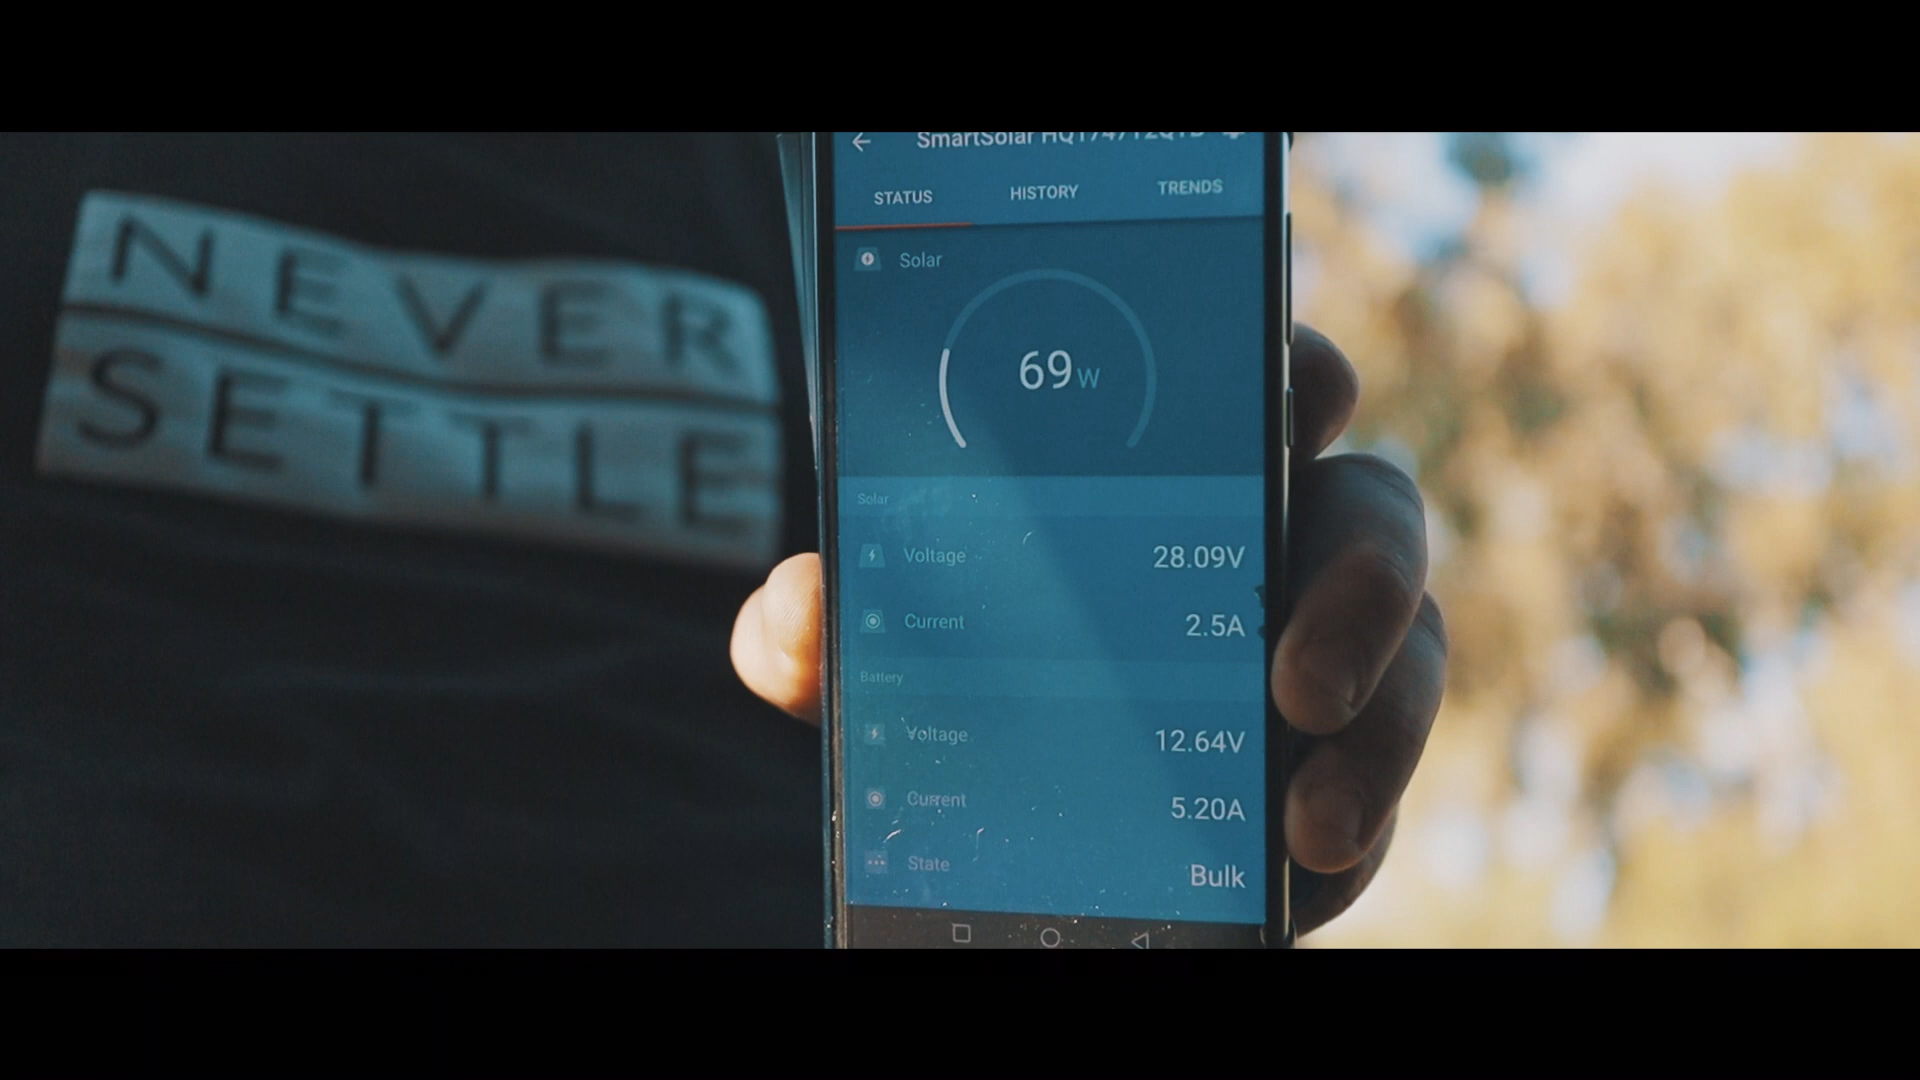 NEVER
SETTLE
SmartSolar
STATUS HISTORY TRENDS
Solar
69W
Solar
Voltage 28.09V
Current 2.5A
Battery
Voltage 12.64V
Current 5.20A
State Bulk